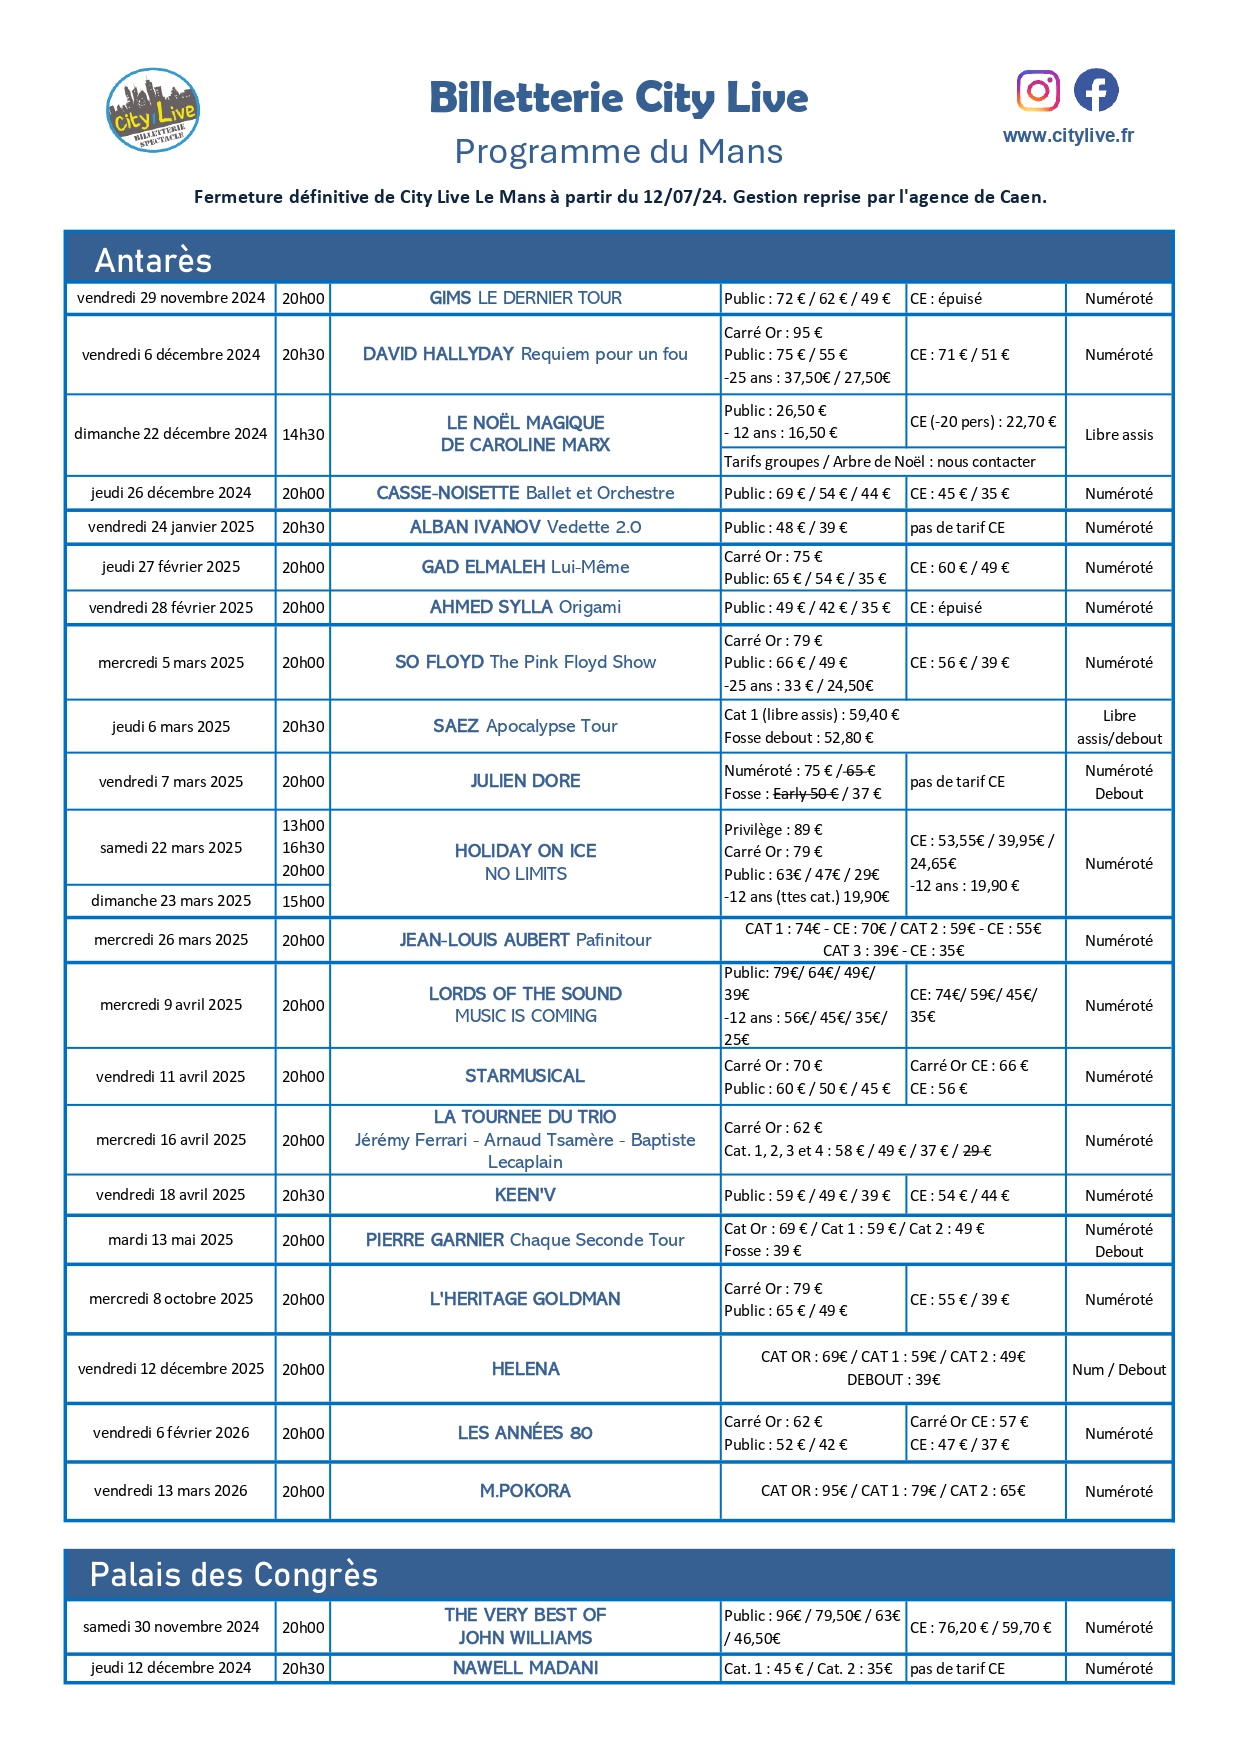 City Live
BILLETTERIE
SPECTACLE
Billetterie City Live
www.citylive.fr
Programme du Mans
Fermeture définitive de City Live Le Mans à partir du 12/07/24. Gestion reprise par l'agence de Caen.
Antarès
vendredi 29 novembre 2024 20h00 GIMS LE DERNIER TOUR Public : 72 € / 62 € / 49 € CE : épuisé Numéroté
vendredi 6 décembre 2024 20h30 DAVID HALLYDAY Requiem pour un fou
Carré Or : 95 €
Public : 75 € / 55 €
-25 ans : 37,50€ / 27,50€
CE : 71 € / 51 € Numéroté
dimanche 22 décembre 2024 14h30
LE NOËL MAGIQUE
DE CAROLINE MARX
Public : 26,50 €
- 12 ans : 16,50 €
CE (-20 pers) : 22,70 €
Tarifs groupes / Arbre de Noël : nous contacter
Libre assis
jeudi 26 décembre 2024 20h00 CASSE-NOISETTE Ballet et Orchestre Public : 69 € / 54 € / 44 € CE : 45 € / 35 € Numéroté
vendredi 24 janvier 2025 20h30 ALBAN IVANOV Vedette 2.0 Public : 48 € / 39 € pas de tarif CE Numéroté
jeudi 27 février 2025 20h00 GAD ELMALEH Lui-Même
Carré Or : 75 €
Public: 65 € / 54 € / 35 €
CE : 60 € / 49 € Numéroté
vendredi 28 février 2025 20h00 AHMED SYLLA Origami Public : 49 € / 42 € / 35 € CE : épuisé Numéroté
mercredi 5 mars 2025 20h00 SO FLOYD The Pink Floyd Show
Carré Or : 79 €
Public : 66 € / 49 €
-25 ans : 33 € / 24,50€
CE : 56 € / 39 € Numéroté
jeudi 6 mars 2025 20h30 SAEZ Apocalypse Tour
Cat 1 (libre assis) : 59,40 €
Fosse debout : 52,80 €
Libre
assis/debout
vendredi 7 mars 2025 20h00 JULIEN DORE
Numéroté : 75 € / 65 €
Fosse : Early 50 € / 37 €
pas de tarif CE
Numéroté
Debout
samedi 22 mars 2025
13h00
16h30
20h00
dimanche 23 mars 2025 15h00
HOLIDAY ON ICE
NO LIMITS
Privilège : 89 €
Carré Or : 79 €
Public : 63€ / 47€ / 29€
-12 ans (ttes cat.) 19,90€
CE : 53,55€ / 39,95€ /
24,65€
-12 ans : 19,90 €
Numéroté
mercredi 26 mars 2025 20h00 JEAN-LOUIS AUBERT Pafinitour
CAT 1 : 74€ - CE : 70€ / CAT 2 : 59€ - CE : 55€
CAT 3 : 39€ - CE : 35€
Numéroté
mercredi 9 avril 2025 20h00
LORDS OF THE SOUND
MUSIC IS COMING
Public: 79€/ 64€/ 49€/
39€
-12 ans : 56€/ 45€/ 35€/
25€
CE: 74€/ 59€/ 45€/
35€
Numéroté
vendredi 11 avril 2025 20h00 STARMUSICAL
Carré Or : 70 €
Public : 60 € / 50 € / 45 €
Carré Or CE : 66 €
CE : 56 €
Numéroté
mercredi 16 avril 2025 20h00
LA TOURNEE DU TRIO
Jérémy Ferrari - Arnaud Tsamère - Baptiste
Lecaplain
Carré Or : 62 €
Cat. 1, 2, 3 et 4 : 58 € / 49 € / 37 € / 29 €
Numéroté
vendredi 18 avril 2025 20h30 KEEN'V Public : 59 € / 49 € / 39 € CE : 54 € / 44 € Numéroté
mardi 13 mai 2025 20h00 PIERRE GARNIER Chaque Seconde Tour
Cat Or : 69 € / Cat 1 : 59 € / Cat 2 : 49 €
Fosse : 39 €
Numéroté
Debout
mercredi 8 octobre 2025 20h00 L'HERITAGE GOLDMAN
Carré Or : 79 €
Public : 65 € / 49 €
CE : 55 € / 39 € Numéroté
vendredi 12 décembre 2025 20h00 HELENA
CAT OR : 69€ / CAT 1 : 59€ / CAT 2 : 49€
DEBOUT : 39€
Num / Debout
vendredi 6 février 2026 20h00 LES ANNÉES 80
Carré Or : 62 €
Public : 52 € / 42 €
Carré Or CE : 57 €
CE : 47 € / 37 €
Numéroté
vendredi 13 mars 2026 20h00 M.POKORA CAT OR : 95€ / CAT 1 : 79€ / CAT 2 : 65€ Numéroté
Palais des Congrès
samedi 30 novembre 2024 20h00
THE VERY BEST OF
JOHN WILLIAMS
Public : 96€ / 79,50€ / 63€
/ 46,50€
CE : 76,20 € / 59,70 € Numéroté
jeudi 12 décembre 2024 20h30 NAWELL MADANI Cat. 1 : 45 € / Cat. 2 : 35€ pas de tarif CE Numéroté